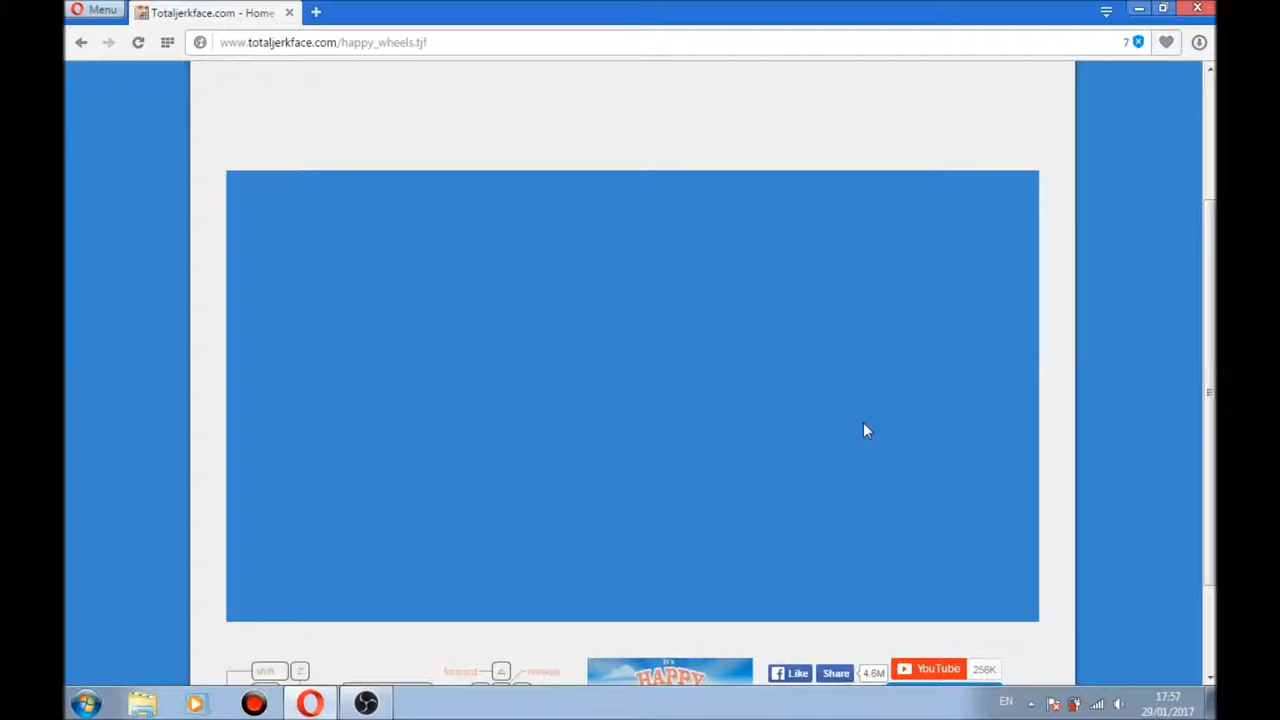 Menu
Totaljerkface.com - Home
www.totaljerkface.com/happy_wheels.tjf
7
shift Z
forward
reverse
It's
HAPPY
Like
Share
4.6M
YouTube
256K
EN
17:57
29/01/2017